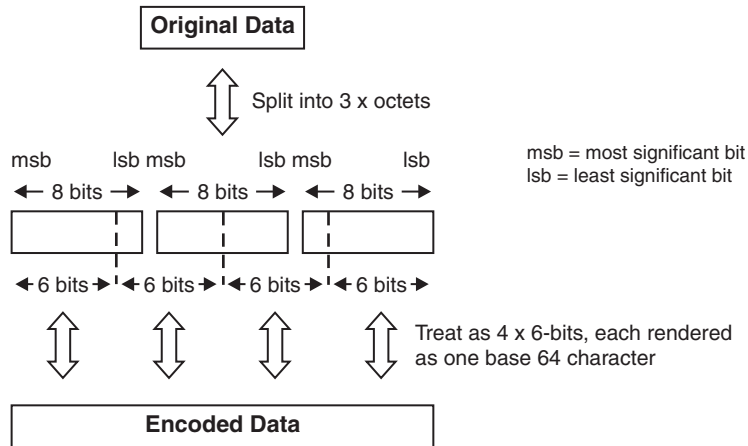 Original Data
Split into 3 x octets
msb lsb msb lsb msb lsb
msb = most significant bit
lsb = least significant bit
8 bits 8 bits 8 bits
6 bits 6 bits 6 bits 6 bits
Treat as 4 x 6-bits, each rendered
as one base 64 character
Encoded Data